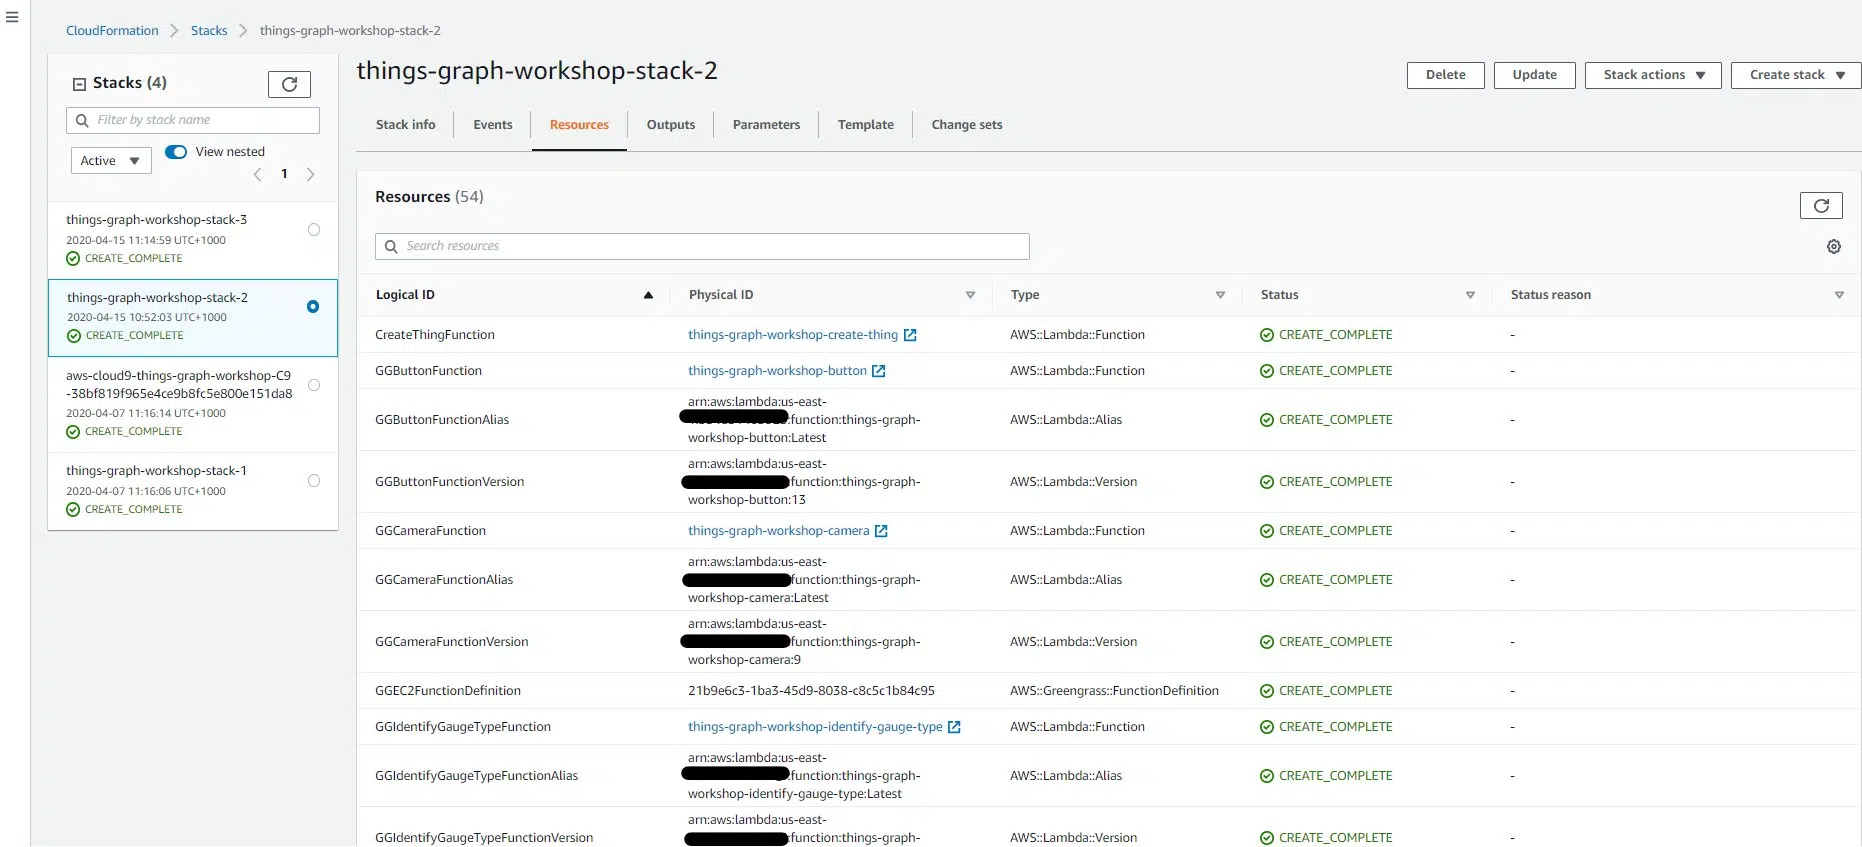 CloudFormation > Stacks > things-graph-workshop-stack-2
Stacks (4)
Filter by stack name
Active
View nested
1
things-graph-workshop-stack-3
2020-04-15 11:14:59 UTC+1000
CREATE_COMPLETE
things-graph-workshop-stack-2
2020-04-15 10:52:03 UTC+1000
CREATE_COMPLETE
aws-cloud9-things-graph-workshop-C9
-38bf819f965e4ce9b8fc5e800e151da8
2020-04-07 11:16:14 UTC+1000
CREATE_COMPLETE
things-graph-workshop-stack-1
2020-04-07 11:16:06 UTC+1000
CREATE_COMPLETE
things-graph-workshop-stack-2
Delete Update Stack actions Create stack
Stack info Events Resources Outputs Parameters Template Change sets
Resources (54)
Search resources
Logical ID Physical ID Type Status Status reason
CreateThingFunction things-graph-workshop-create-thing AWS::Lambda::Function CREATE_COMPLETE -
GGButtonFunction things-graph-workshop-button AWS::Lambda::Function CREATE_COMPLETE -
arn:aws:lambda:us-east-
GGButtonFunctionAlias :function:things-graph- AWS::Lambda::Alias CREATE_COMPLETE -
workshop-button:Latest
arn:aws:lambda:us-east-
GGButtonFunctionVersion function:things-graph- AWS::Lambda::Version CREATE_COMPLETE -
workshop-button:13
GGCameraFunction things-graph-workshop-camera AWS::Lambda::Function CREATE_COMPLETE -
arn:aws:lambda:us-east-
GGCameraFunctionAlias function:things-graph- AWS::Lambda::Alias CREATE_COMPLETE -
workshop-camera:Latest
arn:aws:lambda:us-east-
GGCameraFunctionVersion function:things-graph- AWS::Lambda::Version CREATE_COMPLETE -
workshop-camera:9
GGEC2FunctionDefinition 21b9e6c3-1ba3-45d9-8038-c8c5c1b84c95 AWS::Greengrass::FunctionDefinition CREATE_COMPLETE -
GGIdentifyGaugeTypeFunction things-graph-workshop-identify-gauge-type AWS::Lambda::Function CREATE_COMPLETE -
arn:aws:lambda:us-east-
GGIdentifyGaugeTypeFunctionAlias :function:things-graph- AWS::Lambda::Alias CREATE_COMPLETE -
workshop-identify-gauge-type:Latest
arn:aws:lambda:us-east-
GGIdentifyGaugeTypeFunctionVersion :function:things-graph- AWS::Lambda::Version CREATE_COMPLETE -